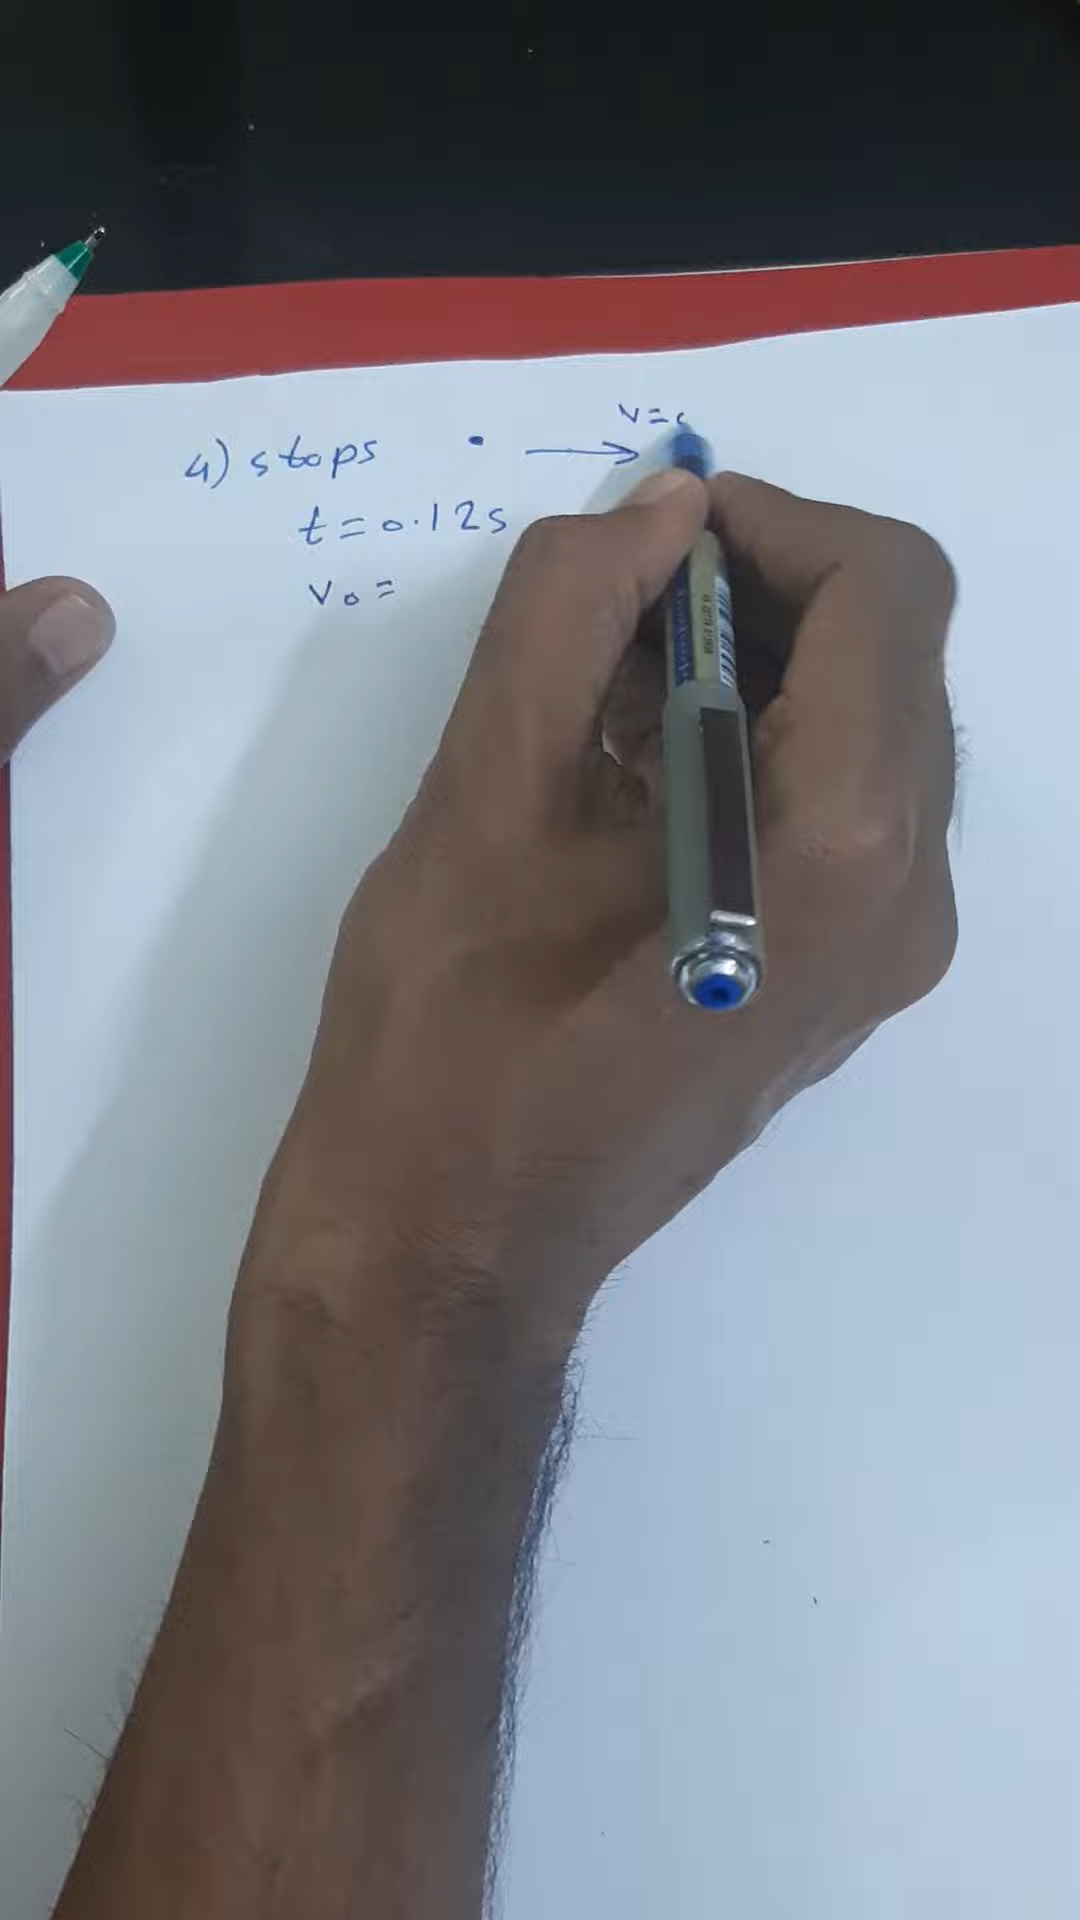 4) stops • → v=
t = 0.12s
v₀ =